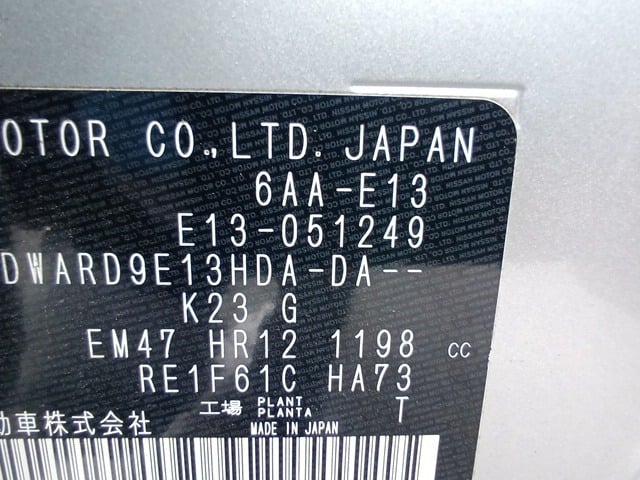 OTOR CO.,LTD. JAPAN
6AA-E13
E13-051249
DWARD9E13HDA-DA--
K23 G
EM47 HR12 1198 cc
RE1F61C HA73
工場 PLANT PLANTA T
動車株式会社 MADE IN JAPAN